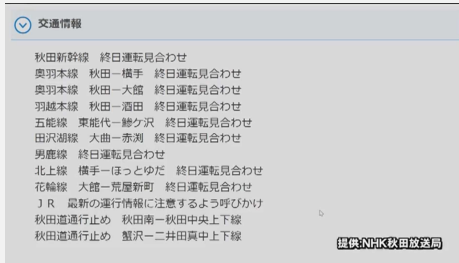 交通情報
秋田新幹線　終日運転見合わせ
奥羽本線　秋田ー横手　終日運転見合わせ
奥羽本線　秋田ー大館　終日運転見合わせ
羽越本線　秋田ー酒田　終日運転見合わせ
五能線　東能代ー鰺ケ沢　終日運転見合わせ
田沢湖線　大曲ー赤渕　終日運転見合わせ
男鹿線　終日運転見合わせ
北上線　横手ーほっとゆだ　終日運転見合わせ
花輪線　大館ー荒屋新町　終日運転見合わせ
ＪＲ　最新の運行情報に注意するよう呼びかけ
秋田道通行止め　秋田南ー秋田中央上下線
秋田道通行止め　蟹沢ー二井田真中上下線
提供:NHK秋田放送局